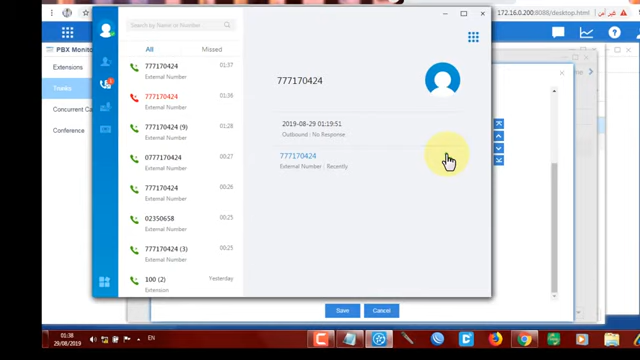 172.16.0.200:8088/desktop.html
غير آمن
PBX Monitor
Extensions
Trunks
Concurrent Ca
Conference
Search by Name or Number
All
Missed
777170424
01:37
External Number
777170424
01:36
External Number
777170424 (9)
01:28
External Number
0777170424
00:27
External Number
777170424
00:26
External Number
02350658
00:25
External Number
777170424 (3)
00:25
External Number
100 (2)
Yesterday
Extension
777170424
2019-08-29 01:19:51
Outbound | No Response
777170424
External Number | Recently
Save
Cancel
01:38
29/08/2019
EN